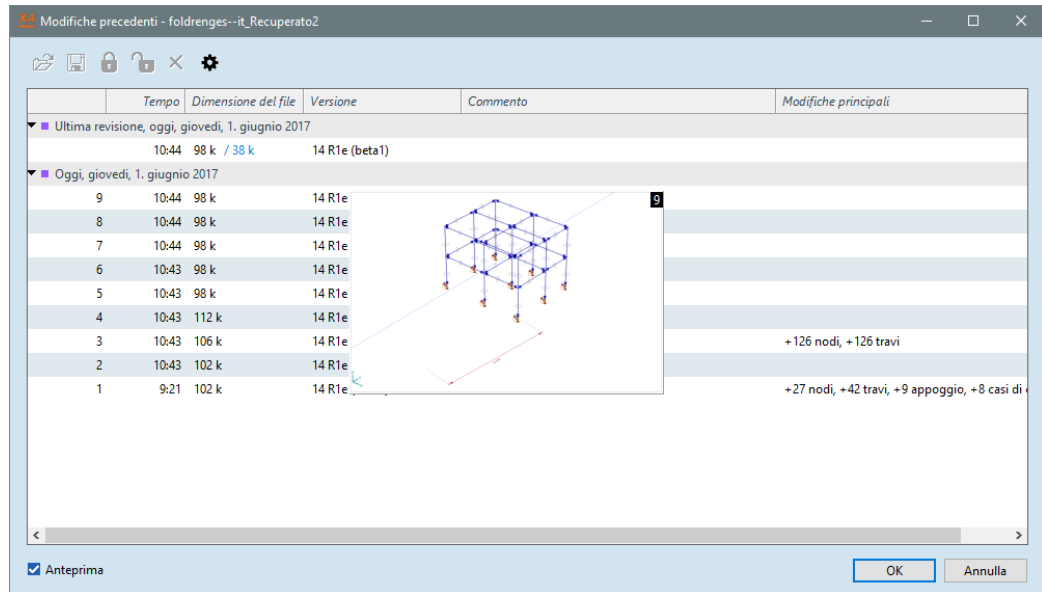 X4 Modifiche precedenti - foldrenges--it_Recuperato2
Tempo Dimensione del file Versione Commento Modifiche principali
Ultima revisione, oggi, giovedì, 1. giugno 2017
10:44 98 k / 38 k 14 R1e (beta1)
Oggi, giovedì, 1. giugno 2017
9 10:44 98 k 14 R1e 9
8 10:44 98 k 14 R1e
7 10:44 98 k 14 R1e
6 10:43 98 k 14 R1e
5 10:43 98 k 14 R1e
4 10:43 112 k 14 R1e
3 10:43 106 k 14 R1e +126 nodi, +126 travi
2 10:43 102 k 14 R1e
1 9:21 102 k 14 R1e +27 nodi, +42 travi, +9 appoggio, +8 casi di
Anteprima OK Annulla